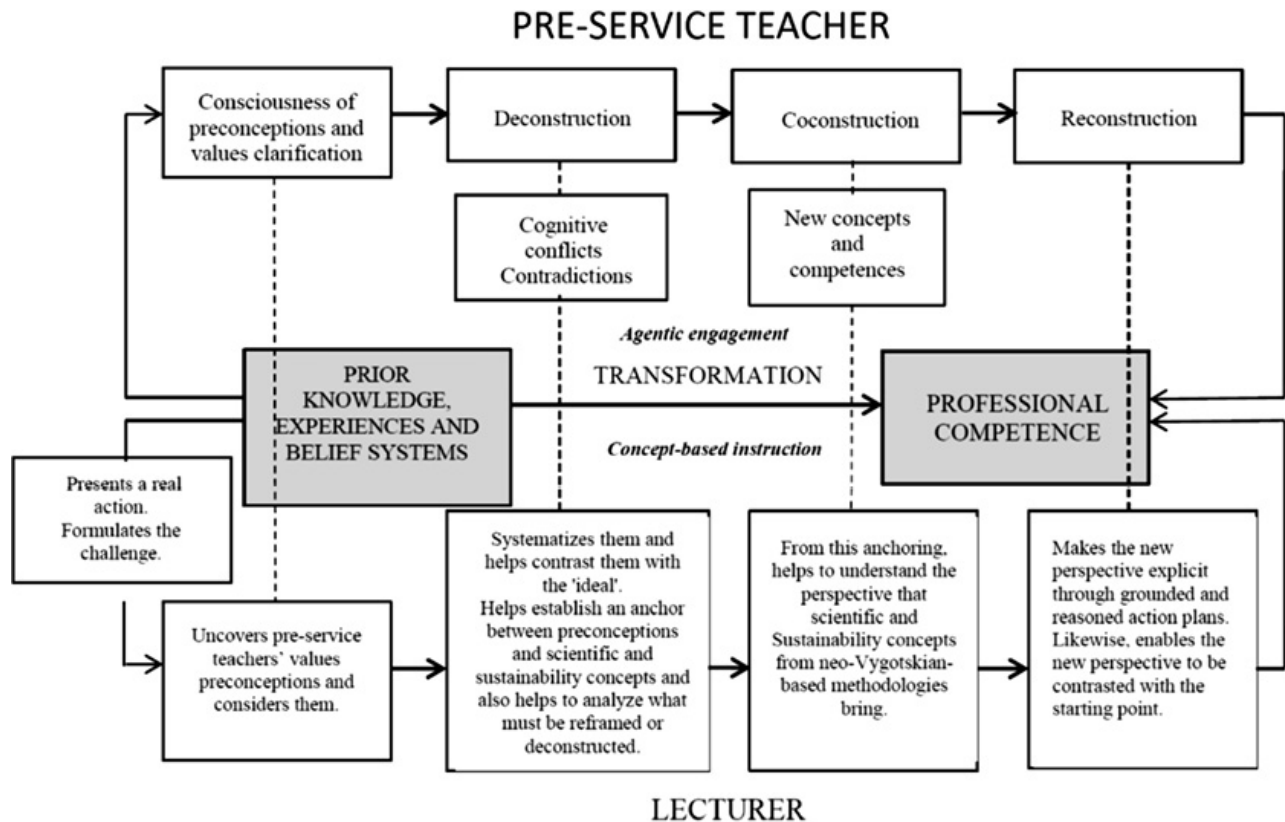 PRE-SERVICE TEACHER
Consciousness of
preconceptions and
values clarification
Deconstruction
Coconstruction
Reconstruction
Cognitive
conflicts
Contradictions
New concepts
and
competences
Agentic engagement
TRANSFORMATION
Concept-based instruction
PRIOR
KNOWLEDGE,
EXPERIENCES AND
BELIEF SYSTEMS
PROFESSIONAL
COMPETENCE
Presents a real
action.
Formulates the
challenge.
Uncovers pre-service
teachers’ values
preconceptions and
considers them.
Systematizes them and
helps contrast them with
the 'ideal'.
Helps establish an anchor
between preconceptions
and scientific and
sustainability concepts and
also helps to analyze what
must be reframed or
deconstructed.
From this anchoring,
helps to understand the
perspective that
scientific and
Sustainability concepts
from neo-Vygotskian-
based methodologies
bring.
Makes the new
perspective explicit
through grounded and
reasoned action plans.
Likewise, enables the
new perspective to be
contrasted with the
starting point.
LECTURER